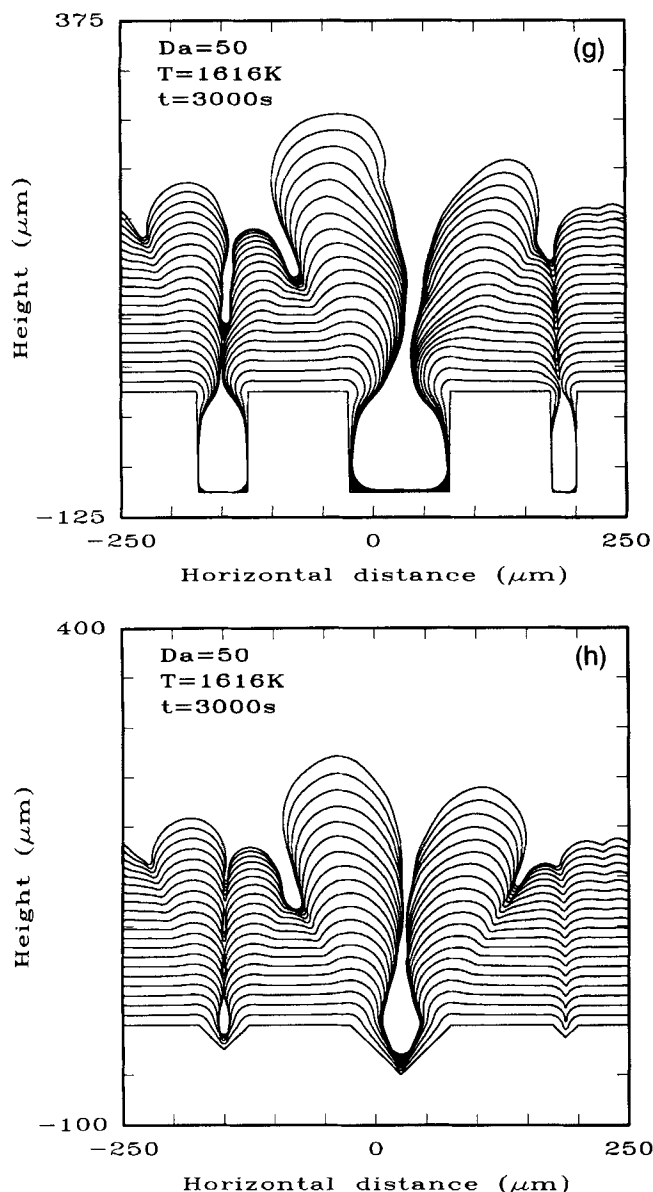 375
Da=50
T=1616K
t=3000s
(g)
Height (μm)
−125
−250
0
250
Horizontal distance (μm)
400
Da=50
T=1616K
t=3000s
(h)
Height (μm)
−100
−250
0
250
Horizontal distance (μm)